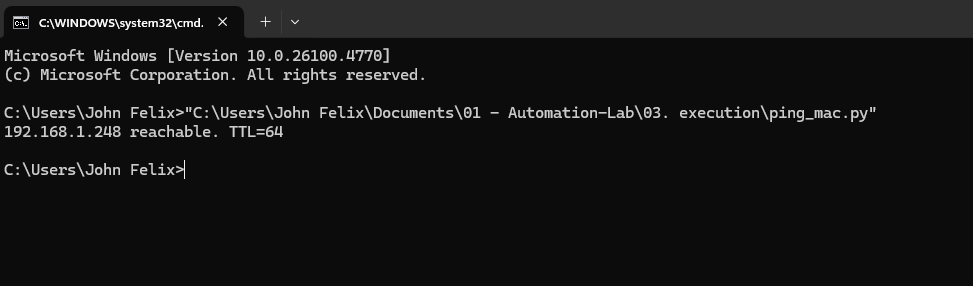 C:\WINDOWS\system32\cmd.
Microsoft Windows [Version 10.0.26100.4770]
(c) Microsoft Corporation. All rights reserved.
C:\Users\John Felix>"C:\Users\John Felix\Documents\01 - Automation-Lab\03. execution\ping_mac.py"
192.168.1.248 reachable. TTL=64
C:\Users\John Felix>